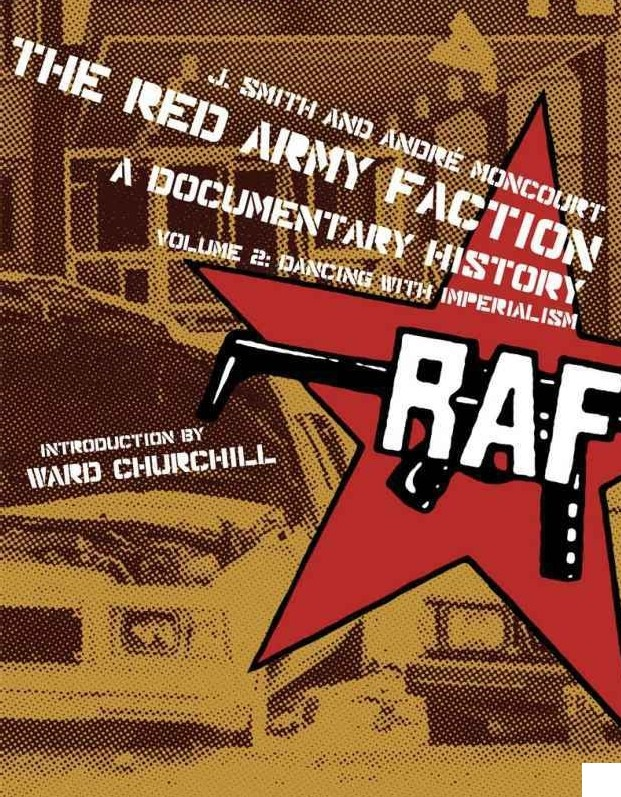 J. SMITH AND ANDRÉ MONCOURT
THE RED ARMY FACTION
A DOCUMENTARY HISTORY
VOLUME 2: DANCING WITH IMPERIALISM
RAF
INTRODUCTION BY
WARD CHURCHILL